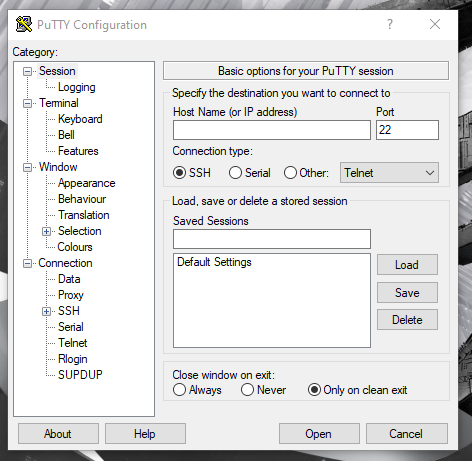 PuTTY Configuration
Category:
Session
Logging
Terminal
Keyboard
Bell
Features
Window
Appearance
Behaviour
Translation
Selection
Colours
Connection
Data
Proxy
SSH
Serial
Telnet
Rlogin
SUPDUP
Basic options for your PuTTY session
Specify the destination you want to connect to
Host Name (or IP address) Port
22
Connection type:
SSH Serial Other: Telnet
Load, save or delete a stored session
Saved Sessions
Default Settings
Load
Save
Delete
Close window on exit:
Always Never Only on clean exit
About Help Open Cancel